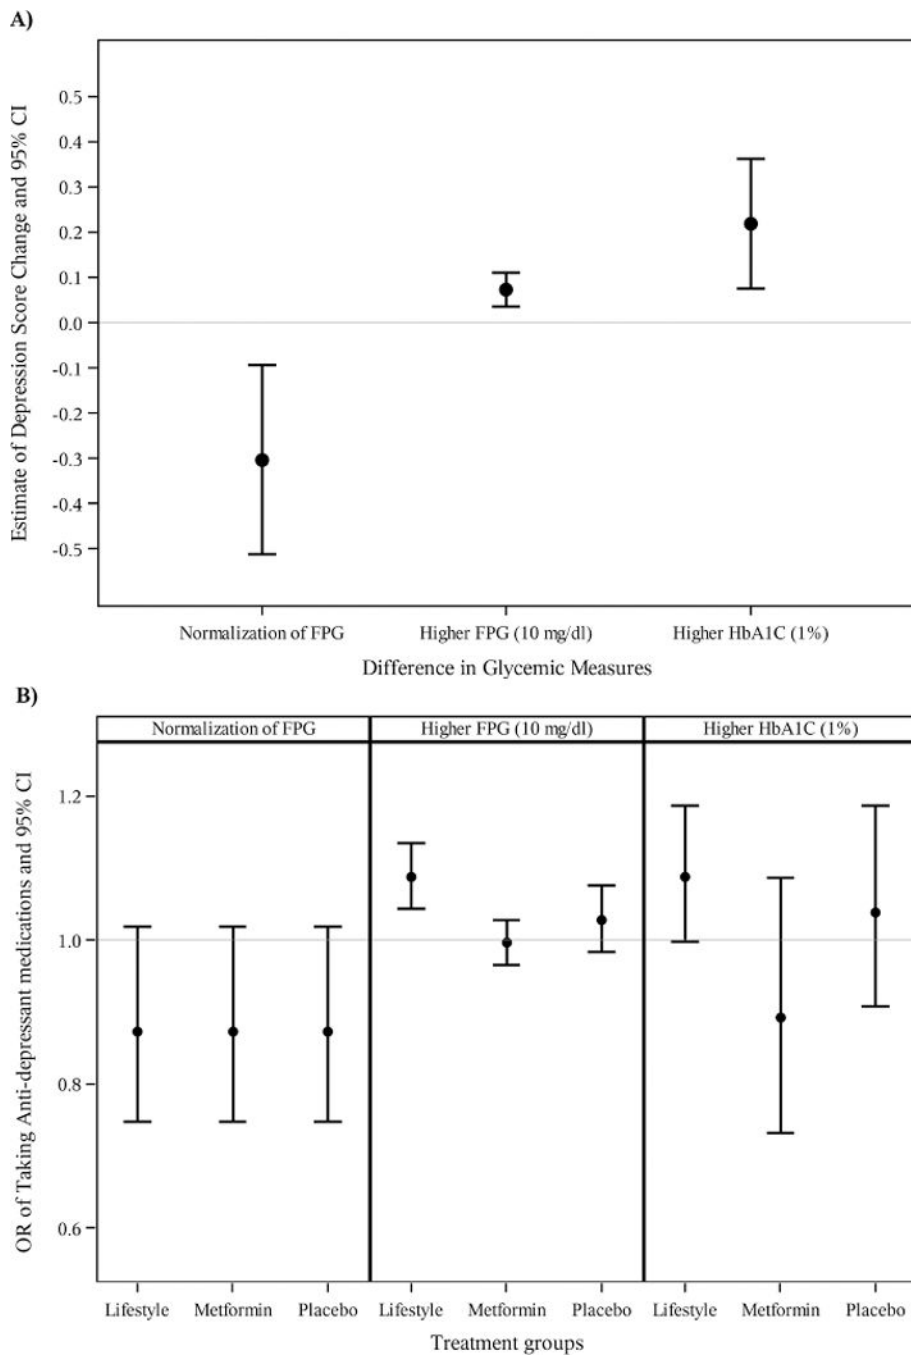 A)
Estimate of Depression Score Change and 95% CI
0.5
0.4
0.3
0.2
0.1
0.0
-0.1
-0.2
-0.3
-0.4
-0.5
Normalization of FPG Higher FPG (10 mg/dl) Higher HbA1C (1%)
Difference in Glycemic Measures
B)
Normalization of FPG Higher FPG (10 mg/dl) Higher HbA1C (1%)
OR of Taking Anti-depressant medications and 95% CI
1.2
1.0
0.8
0.6
Lifestyle Metformin Placebo Lifestyle Metformin Placebo Lifestyle Metformin Placebo
Treatment groups